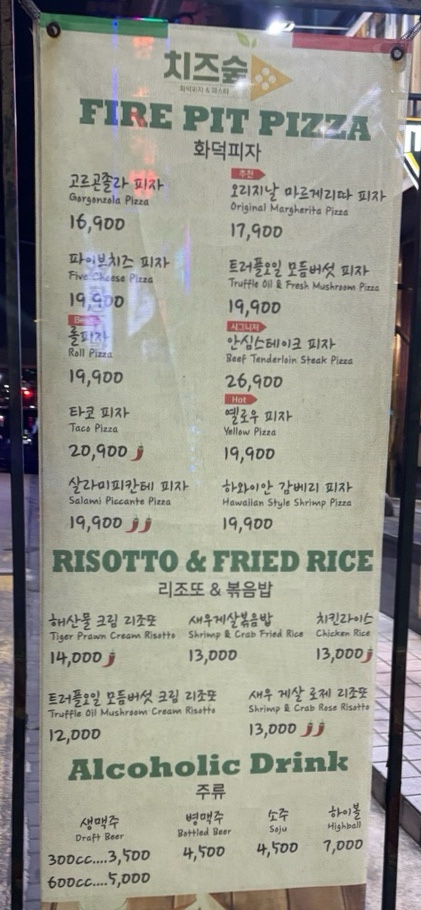 치즈숲
화덕피자 & 파스타
FIRE PIT PIZZA
화덕피자
고르곤졸라 피자
Gorgonzola Pizza
16,900
추천
오리지날 마르게리따 피자
Original Margherita Pizza
17,900
파이브치즈 피자
Five Cheese Pizza
19,900
트러플오일 모듬버섯 피자
Truffle Oil & Fresh Mushroom Pizza
19,900
Best
롤피자
Roll Pizza
19,900
시그니처
안심스테이크 피자
Beef Tenderloin Steak Pizza
26,900
타코 피자
Taco Pizza
20,900
Hot
옐로우 피자
Yellow Pizza
19,900
살라미피칸테 피자
Salami Piccante Pizza
19,900
하와이안 감베리 피자
Hawaiian Style Shrimp Pizza
19,900
RISOTTO & FRIED RICE
리조또 & 볶음밥
해산물 크림 리조또
Tiger Prawn Cream Risotto
14,000
새우게살볶음밥
Shrimp & Crab Fried Rice
13,000
치킨라이스
Chicken Rice
13,000
트러플오일 모듬버섯 크림 리조또
Truffle Oil Mushroom Cream Risotto
12,000
새우 게살 로제 리조또
Shrimp & Crab Rose Risotto
13,000
Alcoholic Drink
주류
생맥주
Draft Beer
300cc....3,500
600cc....5,000
병맥주
Bottled Beer
4,500
소주
Soju
4,500
하이볼
Highball
7,000